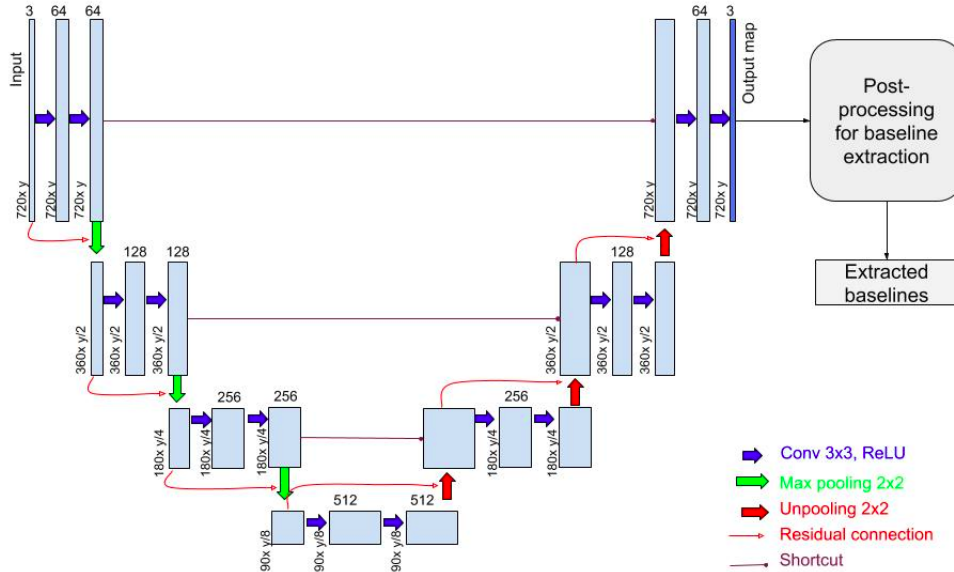 3 64 64
Input
720x y
720x y
720x y
64 3
Output map
720x y
720x y
720x y
Post-
processing
for baseline
extraction
Extracted
baselines
128 128
360x y/2
360x y/2
360x y/2
128
360x y/2
360x y/2
360x y/2
256 256
180x y/4
180x y/4
180x y/4
256
180x y/4
180x y/4
180x y/4
512 512
90x y/8
90x y/8
90x y/8
Conv 3x3, ReLU
Max pooling 2x2
Unpooling 2x2
Residual connection
Shortcut